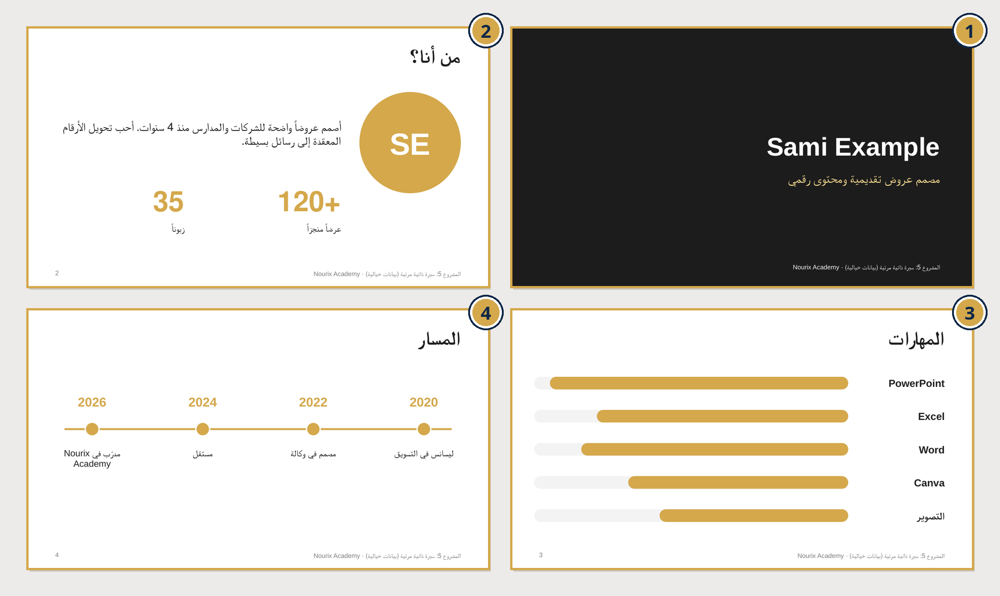 1
Sami Example
مصمم عروض تقديمية ومحتوى رقمي
المشروع 5: سيرة ذاتية مرئية (بيانات خيالية) · Nourix Academy
2
من أنا؟
SE
أصمم عروضاً واضحة للشركات والمدارس منذ 4 سنوات. أحب تحويل الأرقام
المعقدة إلى رسائل بسيطة.
120+
عرضاً منجزاً
35
زبوناً
المشروع 5: سيرة ذاتية مرئية (بيانات خيالية) · Nourix Academy
2
3
المهارات
PowerPoint
Excel
Word
Canva
التصوير
المشروع 5: سيرة ذاتية مرئية (بيانات خيالية) · Nourix Academy
3
4
المسار
2020
ليسانس في التسويق
2022
مصمم في وكالة
2024
مستقل
2026
مدرّب في Nourix
Academy
المشروع 5: سيرة ذاتية مرئية (بيانات خيالية) · Nourix Academy
4